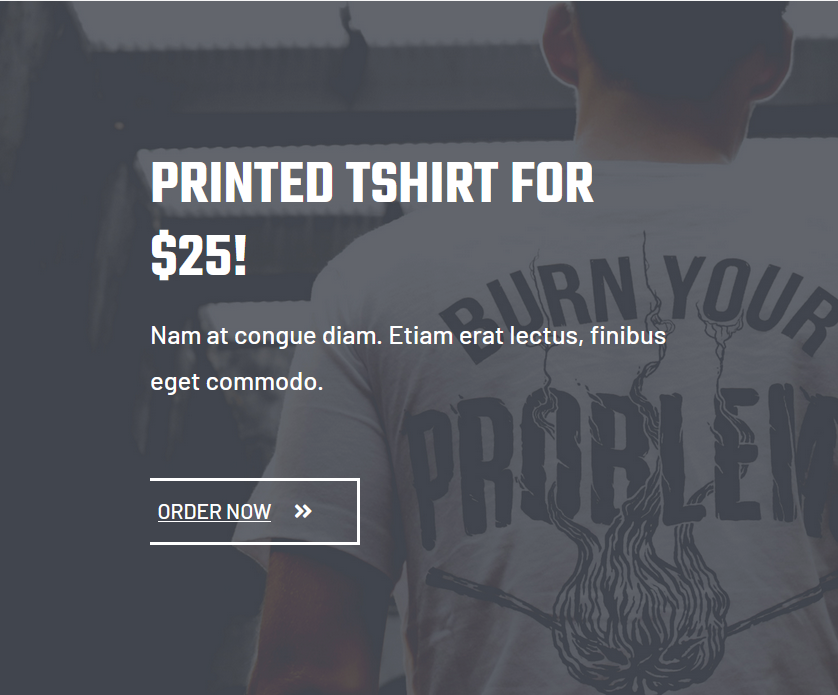 PRINTED TSHIRT FOR
$25!
Nam at congue diam. Etiam erat lectus, finibus
eget commodo.
ORDER NOW
BURN YOUR
PROBLEM